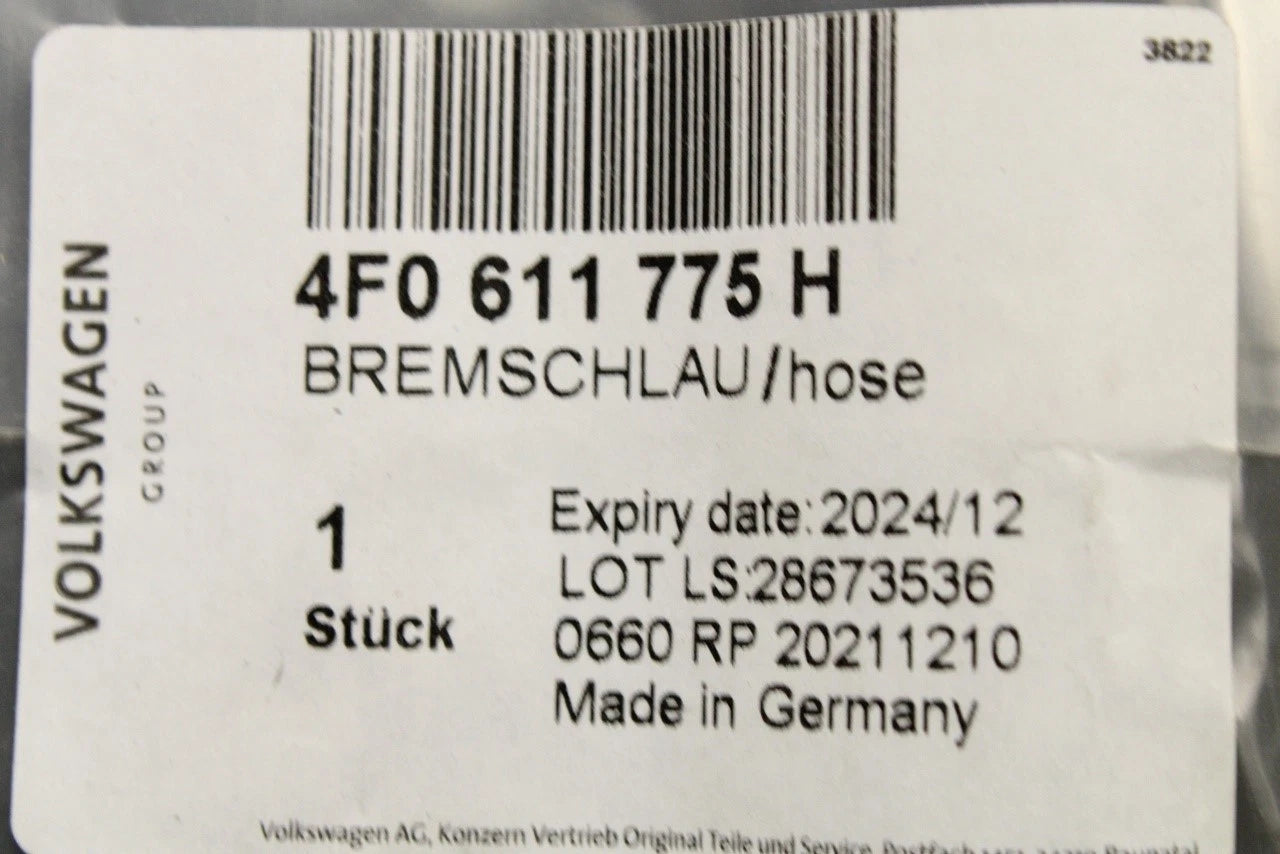 3822
4F0 611 775 H
BREMSCHLAU/hose
VOLKSWAGEN
GROUP
1
Stück
Expiry date:2024/12
LOT LS:28673536
0660 RP 20211210
Made in Germany
Volkswagen AG, Konzern Vertrieb Original Teile und Service, Postfach